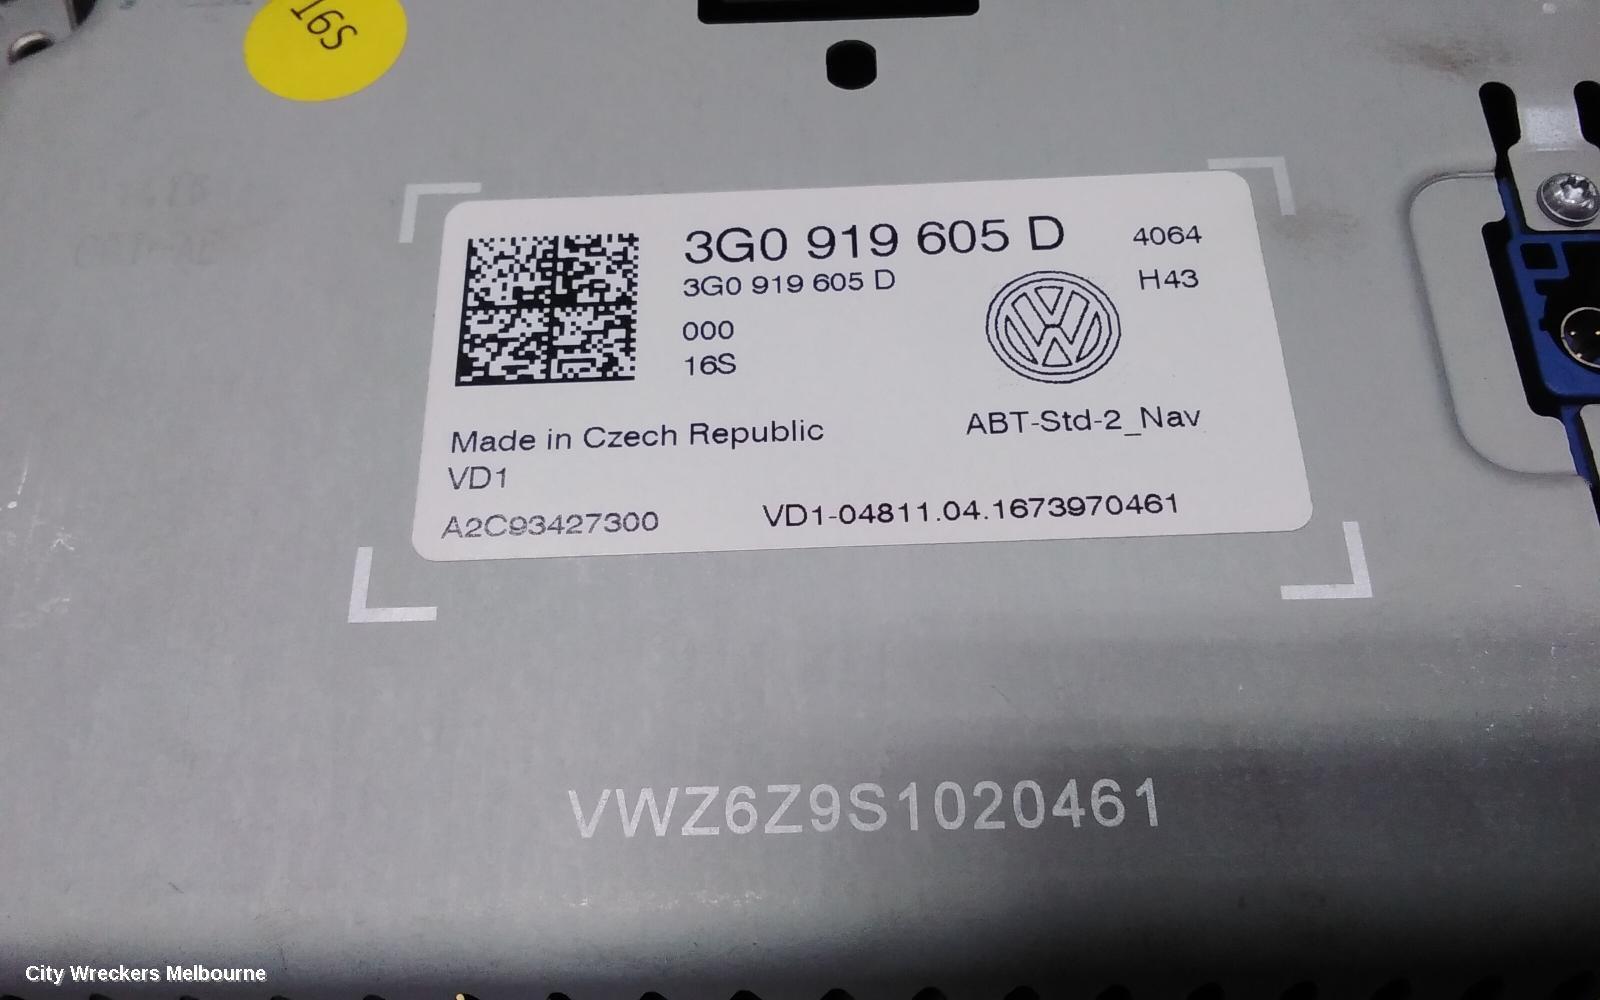 16S
3G0 919 605 D
4064
3G0 919 605 D
H43
000
16S
Made in Czech Republic
ABT-Std-2_Nav
VD1
A2C93427300
VD1-04811.04.1673970461
VWZ6Z9S1020461
City Wreckers Melbourne